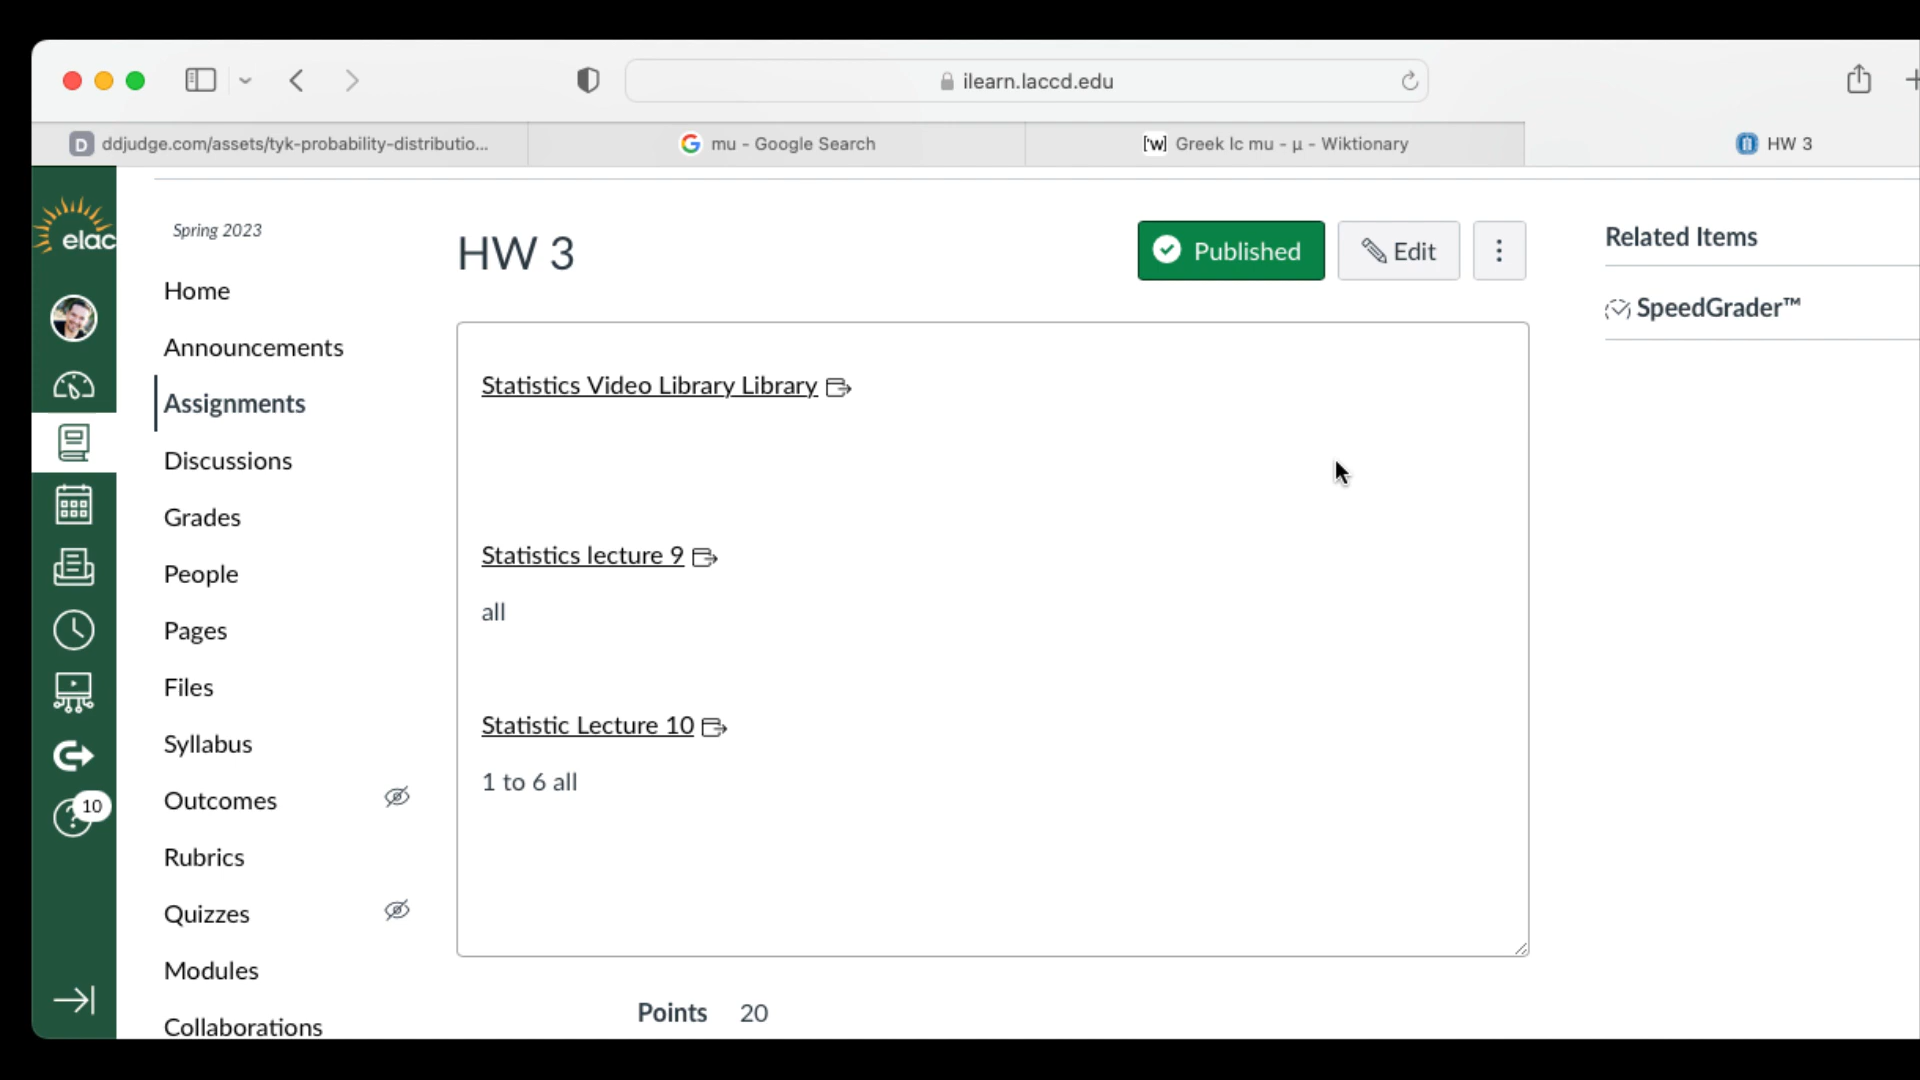 ilearn.laccd.edu
D ddjudge.com/assets/tyk-probability-distributio...
G mu - Google Search
['w] Greek lc mu - μ - Wiktionary
HW 3
elac
Spring 2023
HW 3
Published
Edit
Related Items
SpeedGrader™
Home
Announcements
Assignments
Discussions
Grades
People
Pages
Files
Syllabus
Outcomes
Rubrics
Quizzes
Modules
Collaborations
10
Statistics Video Library Library
Statistics lecture 9
all
Statistic Lecture 10
1 to 6 all
Points 20